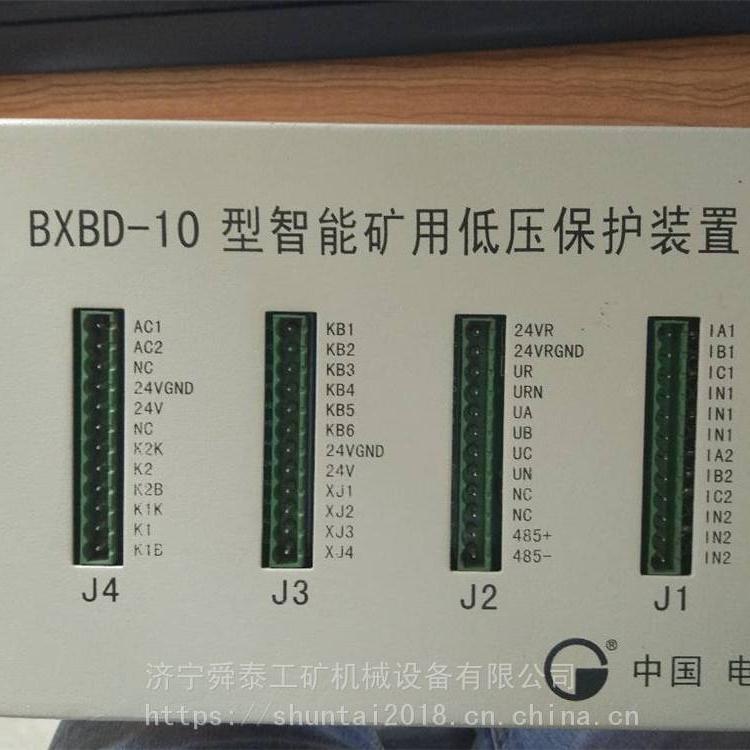 BXBD-10 型智能矿用低压保护装置
AC1
AC2
NC
24VGND
24V
NC
K2K
K2
K2B
K1K
K1
K1B
J4
KB1
KB2
KB3
KB4
KB5
KB6
24VGND
24V
XJ1
XJ2
XJ3
XJ4
J3
24VR
24VRGND
UR
URN
UA
UB
UC
UN
NC
NC
485+
485-
J2
IA1
IB1
IC1
IN1
IN1
IN1
IA2
IB2
IC2
IN2
IN2
IN2
J1
® 中国 电
济宁舜泰工矿机械设备有限公司
https://shuntai2018.cn.china.cn/